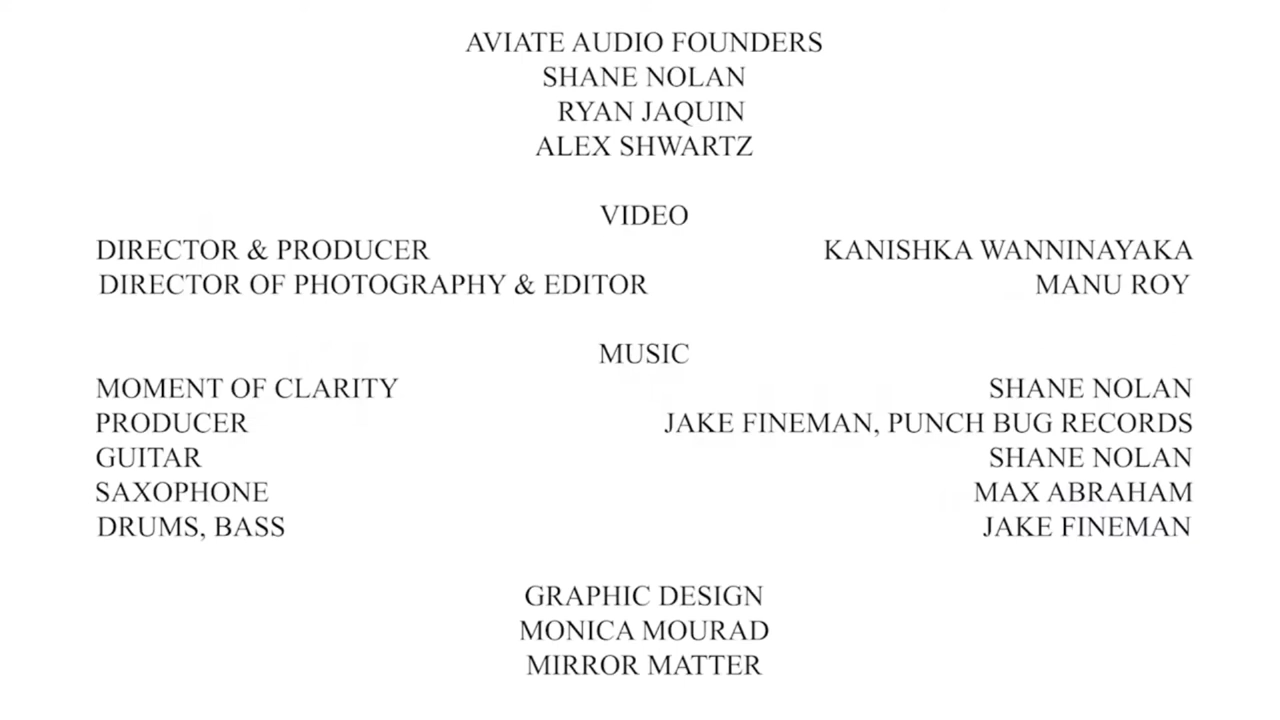 AVIATE AUDIO FOUNDERS
SHANE NOLAN
RYAN JAQUIN
ALEX SHWARTZ
VIDEO
DIRECTOR & PRODUCER KANISHKA WANNINAYAKA
DIRECTOR OF PHOTOGRAPHY & EDITOR MANU ROY
MUSIC
MOMENT OF CLARITY SHANE NOLAN
PRODUCER JAKE FINEMAN, PUNCH BUG RECORDS
GUITAR SHANE NOLAN
SAXOPHONE MAX ABRAHAM
DRUMS, BASS JAKE FINEMAN
GRAPHIC DESIGN
MONICA MOURAD
MIRROR MATTER